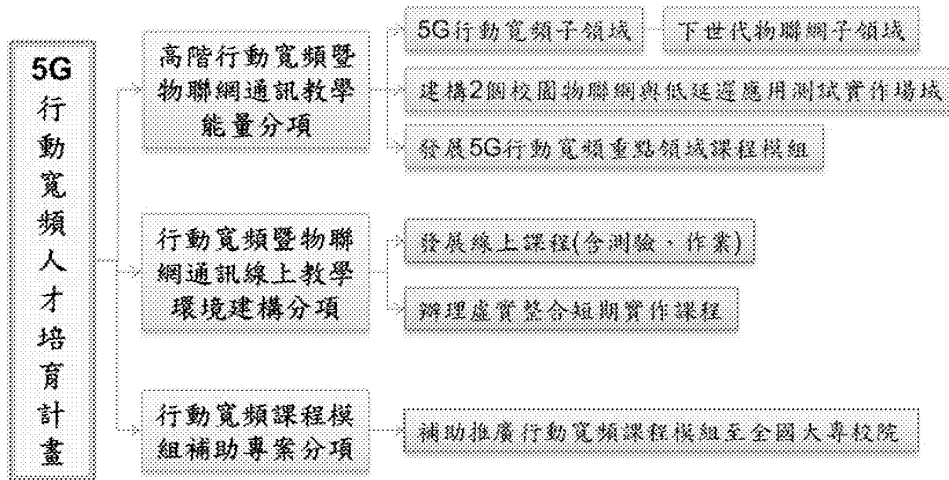 5G
行動寬頻人才培育計畫
高階行動寬頻暨
物聯網通訊教學
能量分項
5G行動寬頻子領域
下世代物聯網子領域
建構2個校園物聯網與低延遲應用測試實作場域
發展5G行動寬頻重點領域課程模組
行動寬頻暨物聯
網通訊線上教學
環境建構分項
發展線上課程(含測驗、作業)
辦理虛實整合短期實作課程
行動寬頻課程模
組補助專案分項
補助推廣行動寬頻課程模組至全國大專校院